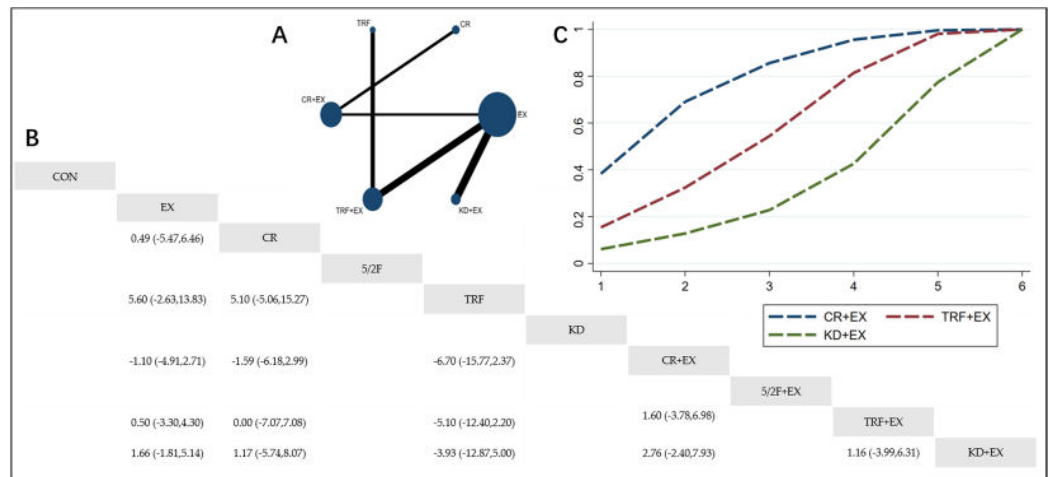 A
TRF
CR
CR+EX
EX
TRF+EX
KD+EX
B
CON
EX
0.49 (-5.47,6.46)
CR
5/2F
5.60 (-2.63,13.83)
5.10 (-5.06,15.27)
TRF
KD
-1.10 (-4.91,2.71)
-1.59 (-6.18,2.99)
-6.70 (-15.77,2.37)
CR+EX
5/2F+EX
0.50 (-3.30,4.30)
0.00 (-7.07,7.08)
-5.10 (-12.40,2.20)
1.60 (-3.78,6.98)
TRF+EX
1.66 (-1.81,5.14)
1.17 (-5.74,8.07)
-3.93 (-12.87,5.00)
2.76 (-2.40,7.93)
1.16 (-3.99,6.31)
KD+EX
C
1
0.8
0.6
0.4
0.2
0
1 2 3 4 5 6
CR+EX TRF+EX
KD+EX